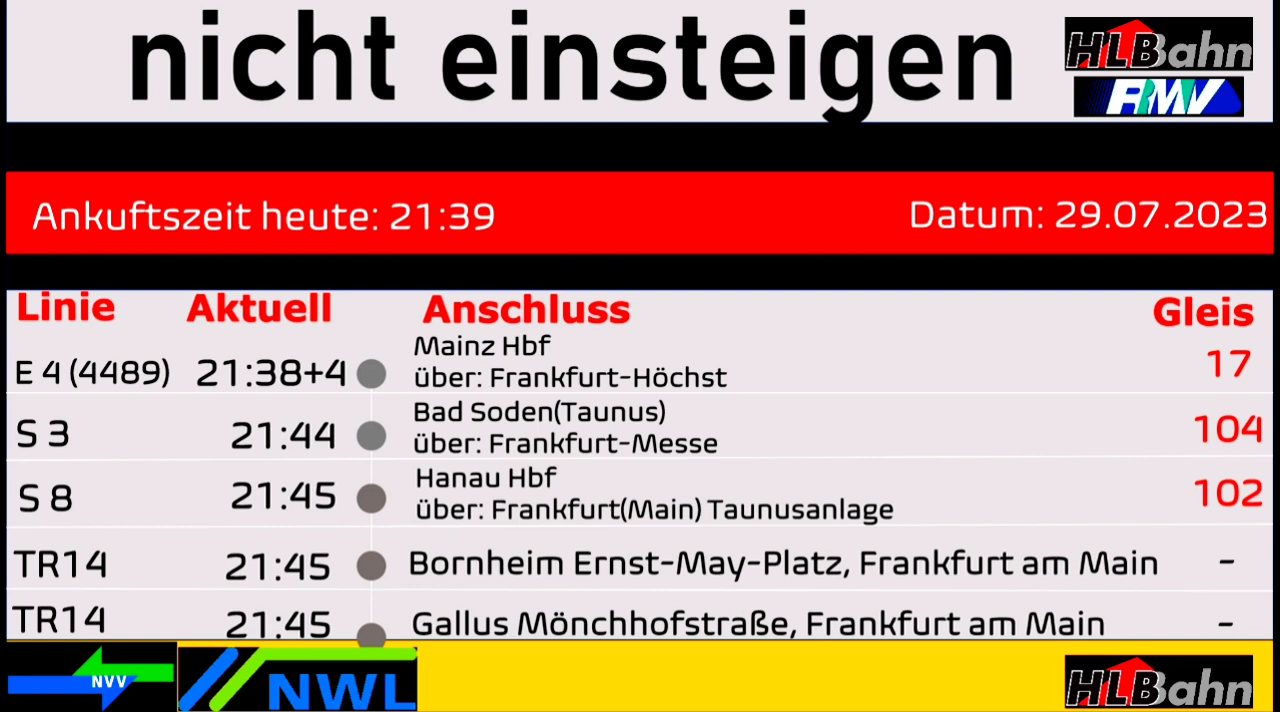 nicht einsteigen
HLBahn
RMV
Ankuftszeit heute: 21:39
Datum: 29.07.2023
Linie Aktuell Anschluss Gleis
E 4 (4489) 21:38+4 Mainz Hbf 17
über: Frankfurt-Höchst
S 3 21:44 Bad Soden(Taunus) 104
über: Frankfurt-Messe
S 8 21:45 Hanau Hbf 102
über: Frankfurt(Main) Taunusanlage
TR14 21:45 Bornheim Ernst-May-Platz, Frankfurt am Main -
TR14 21:45 Gallus Mönchhofstraße, Frankfurt am Main -
NVV
NWL
HLBahn